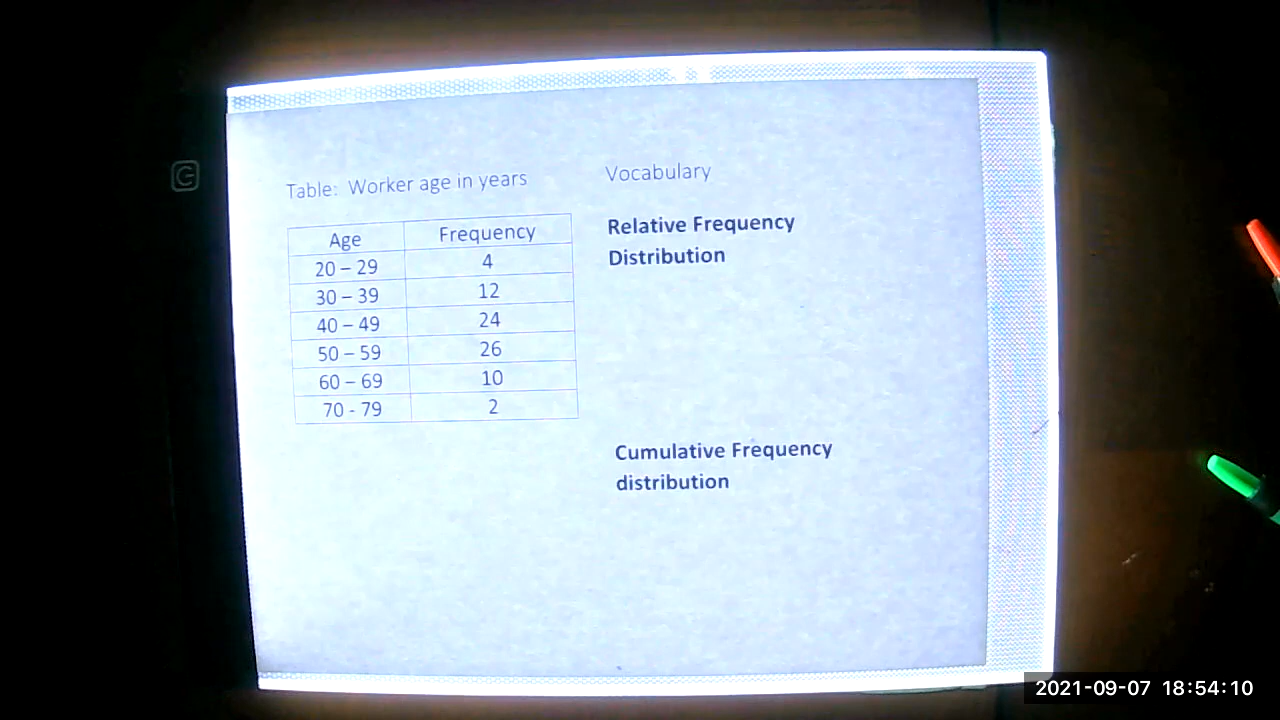 Table: Worker age in years
Age Frequency
20 – 29 4
30 – 39 12
40 – 49 24
50 – 59 26
60 – 69 10
70 - 79 2
Vocabulary
Relative Frequency
Distribution
Cumulative Frequency
distribution
2021-09-07 18:54:10